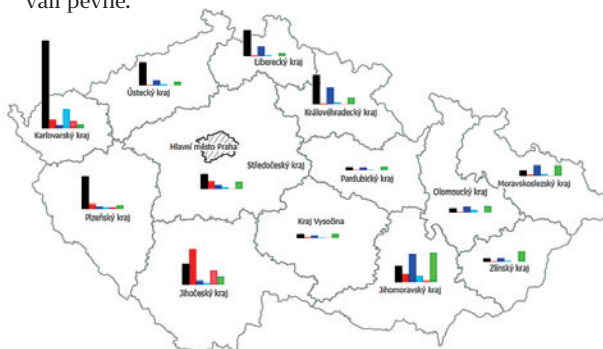 vali pevně.
Liberecký kraj
Ústecký kraj
Královéhradecký kraj
Karlovarský kraj
Hlavní město Praha
Středočeský kraj
Pardubický kraj
Moravskoslezský kraj
Olomoucký kraj
Plzeňský kraj
Kraj Vysočina
Zlínský kraj
Jihočeský kraj
Jihomoravský kraj